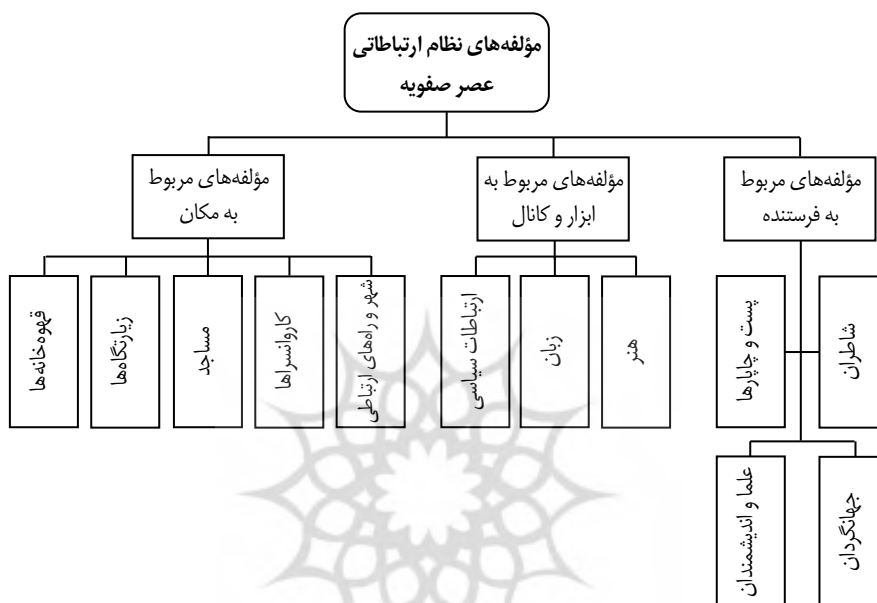 مؤلفه‌های نظام ارتباطاتی
عصر صفویه
مؤلفه‌های مربوط
به فرستنده
مؤلفه‌های مربوط به
ابزار و کانال
مؤلفه‌های مربوط
به مکان
شاطران
پست و چاپارها
جهانگردان
علما و اندیشمندان
هنر
زبان
ارتباطات سیاسی
شهر و راه‌های ارتباطی
کاروانسراها
مساجد
زیارتگاه‌ها
قهوه‌خانه‌ها